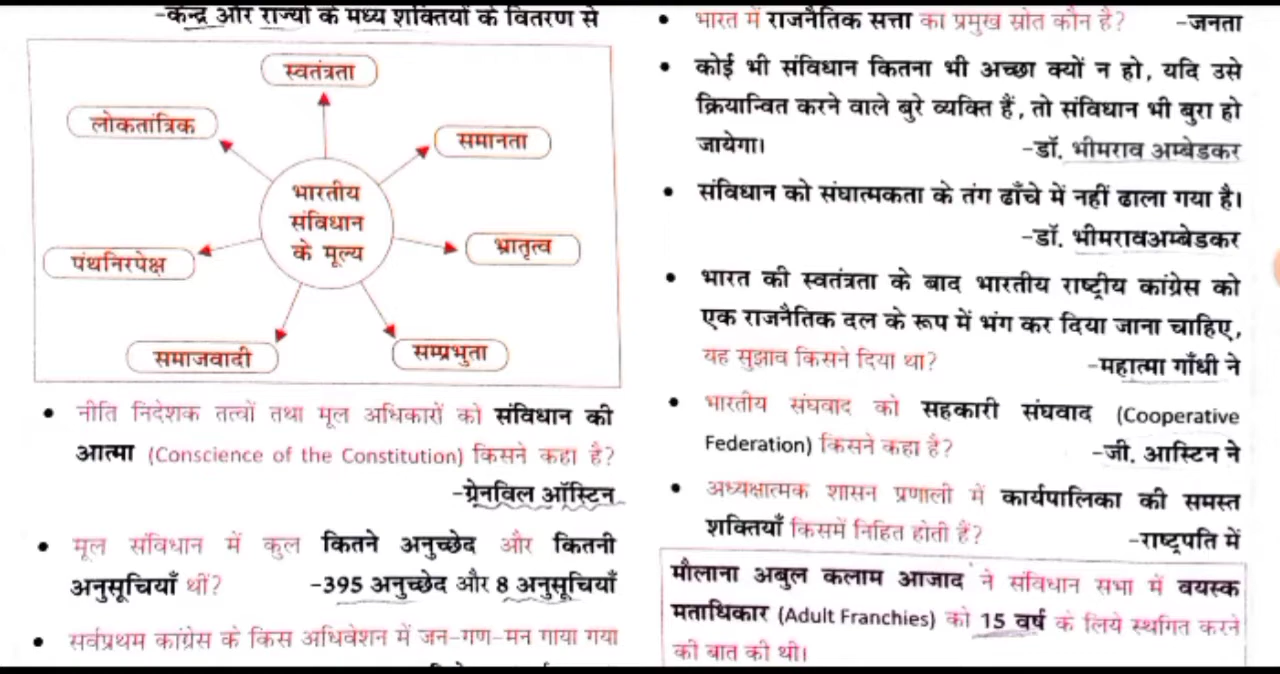 -केन्द्र और राज्यों के मध्य शक्तियों के वितरण से
स्वतंत्रता
लोकतांत्रिक
समानता
भारतीय
संविधान
के मूल्य
पंथनिरपेक्ष
भ्रातृत्व
समाजवादी
सम्प्रभुता
• नीति निदेशक तत्वों तथा मूल अधिकारों को संविधान की
आत्मा (Conscience of the Constitution) किसने कहा है?
-ग्रेनविल ऑस्टिन
• मूल संविधान में कुल कितने अनुच्छेद और कितनी
अनुसूचियाँ थीं? -395 अनुच्छेद और 8 अनुसूचियाँ
• सर्वप्रथम कांग्रेस के किस अधिवेशन में जन-गण-मन गाया गया
• भारत में राजनैतिक सत्ता का प्रमुख स्रोत कौन है? -जनता
• कोई भी संविधान कितना भी अच्छा क्यों न हो, यदि उसे
क्रियान्वित करने वाले बुरे व्यक्ति हैं, तो संविधान भी बुरा हो
जायेगा। -डॉ. भीमराव अम्बेडकर
• संविधान को संघात्मकता के तंग ढाँचे में नहीं ढाला गया है।
-डॉ. भीमरावअम्बेडकर
• भारत की स्वतंत्रता के बाद भारतीय राष्ट्रीय कांग्रेस को
एक राजनैतिक दल के रूप में भंग कर दिया जाना चाहिए,
यह सुझाव किसने दिया था? -महात्मा गाँधी ने
• भारतीय संघवाद को सहकारी संघवाद (Cooperative
Federation) किसने कहा है? -जी. आस्टिन ने
• अध्यक्षात्मक शासन प्रणाली में कार्यपालिका की समस्त
शक्तियाँ किसमें निहित होती हैं? -राष्ट्रपति में
मौलाना अबुल कलाम आजाद ने संविधान सभा में वयस्क
मताधिकार (Adult Franchies) को 15 वर्ष के लिये स्थगित करने
की बात की थी।